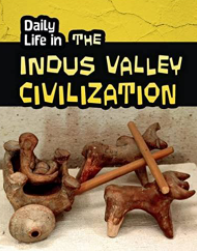 Daily
Life in THE
INDUS VALLEY
CIVILIZATION